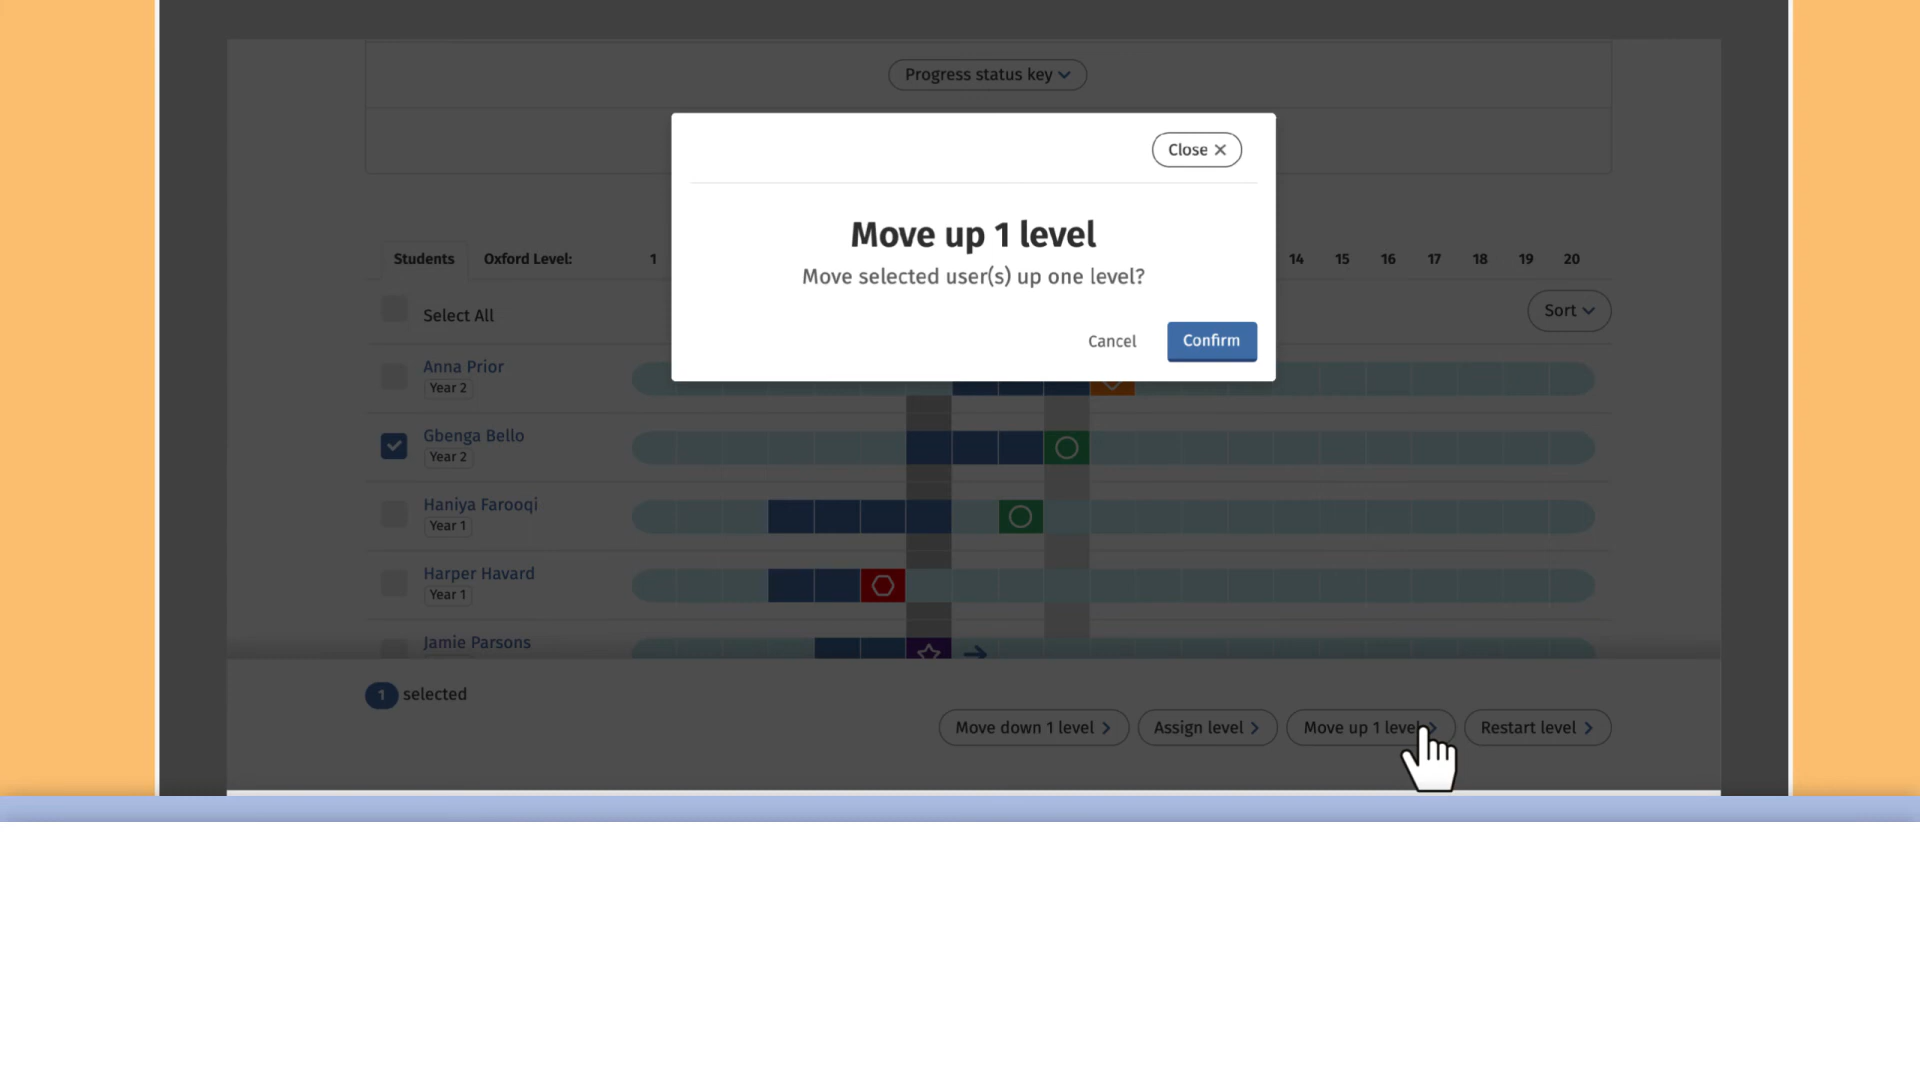 Progress status key
Close
Move up 1 level
Move selected user(s) up one level?
Cancel Confirm
Students Oxford Level: 1 14 15 16 17 18 19 20
Select All
Sort
Anna Prior
Year 2
Gbenga Bello
Year 2
Haniya Farooqi
Year 1
Harper Havard
Year 1
Jamie Parsons
1 selected
Move down 1 level Assign level Move up 1 level Restart level